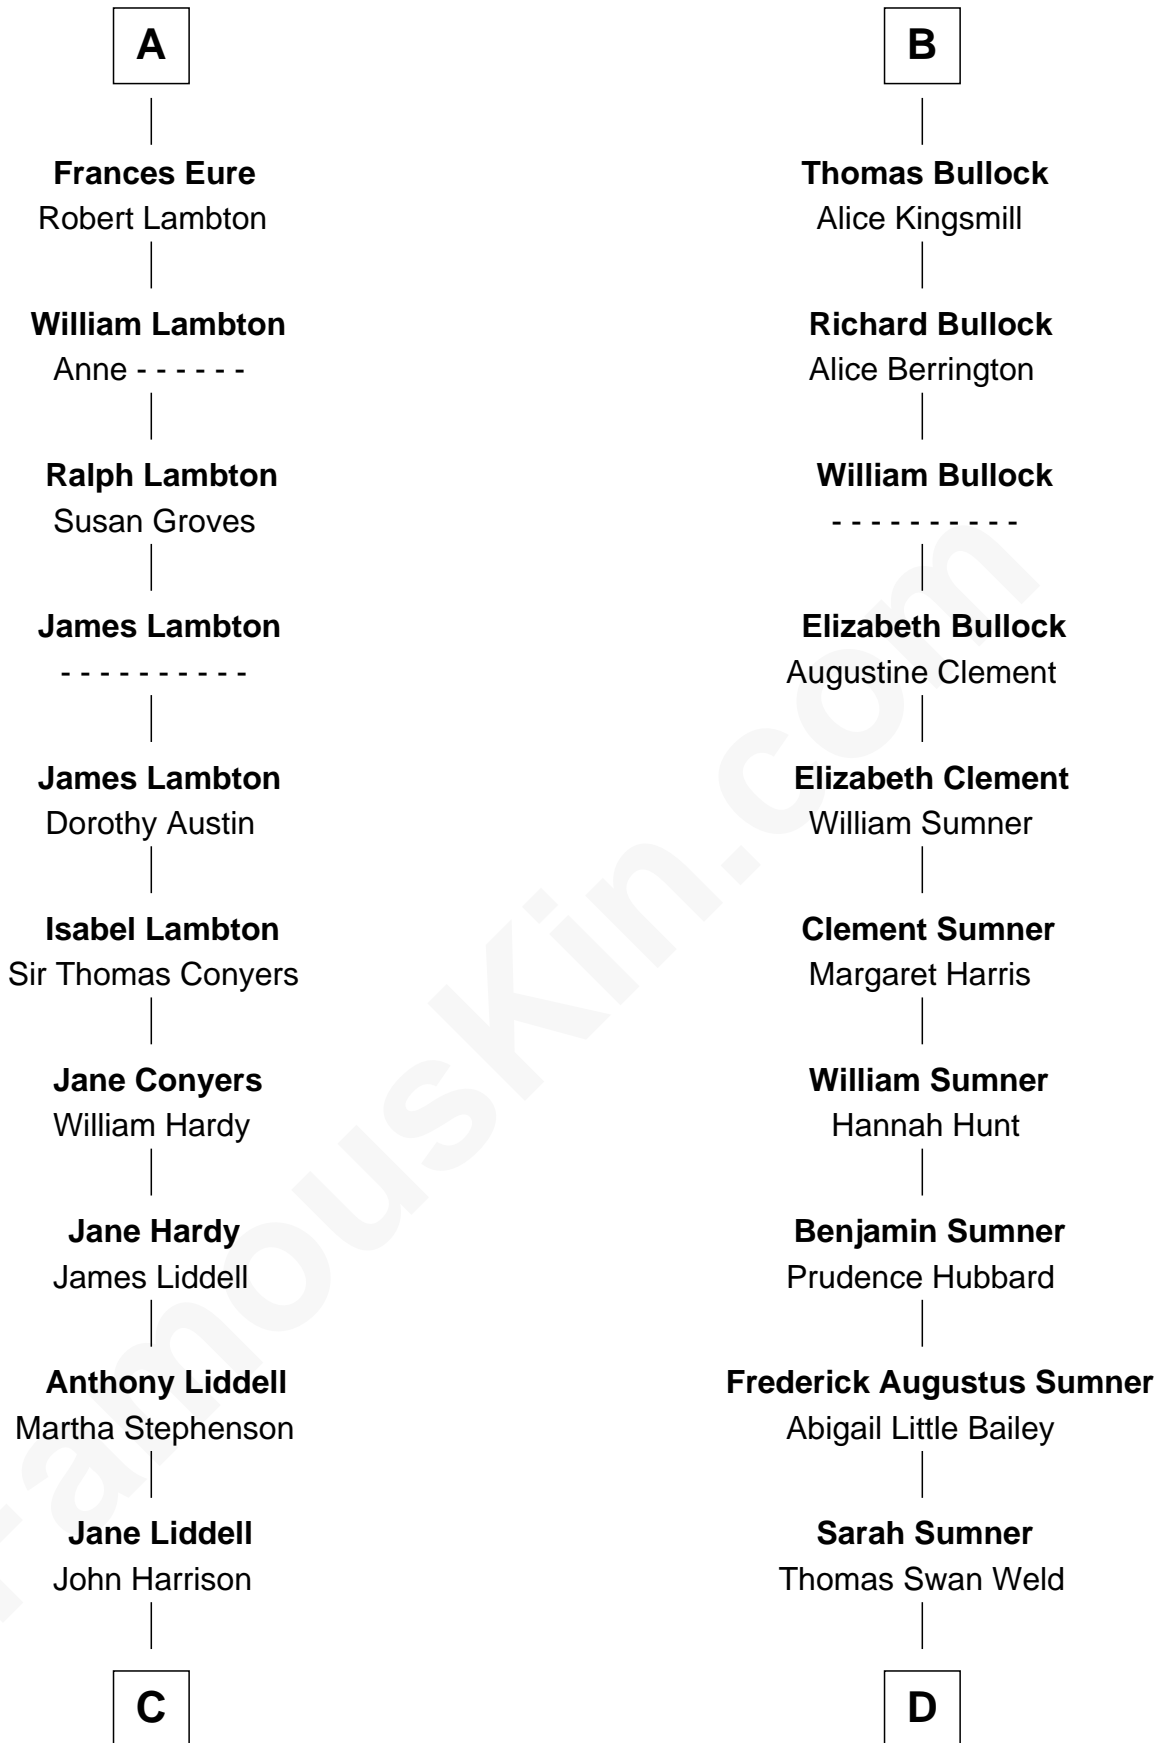 A
Frances Eure
Robert Lambton
William Lambton
Anne - - - - - -
Ralph Lambton
Susan Groves
James Lambton
- - - - - - - - - -
James Lambton
Dorothy Austin
Isabel Lambton
Sir Thomas Conyers
Jane Conyers
William Hardy
Jane Hardy
James Liddell
Anthony Liddell
Martha Stephenson
Jane Liddell
John Harrison
C
B
Thomas Bullock
Alice Kingsmill
Richard Bullock
Alice Berrington
William Bullock
- - - - - - - - - -
Elizabeth Bullock
Augustine Clement
Elizabeth Clement
William Sumner
Clement Sumner
Margaret Harris
William Sumner
Hannah Hunt
Benjamin Sumner
Prudence Hubbard
Frederick Augustus Sumner
Abigail Little Bailey
Sarah Sumner
Thomas Swan Weld
D
FamousKin.com